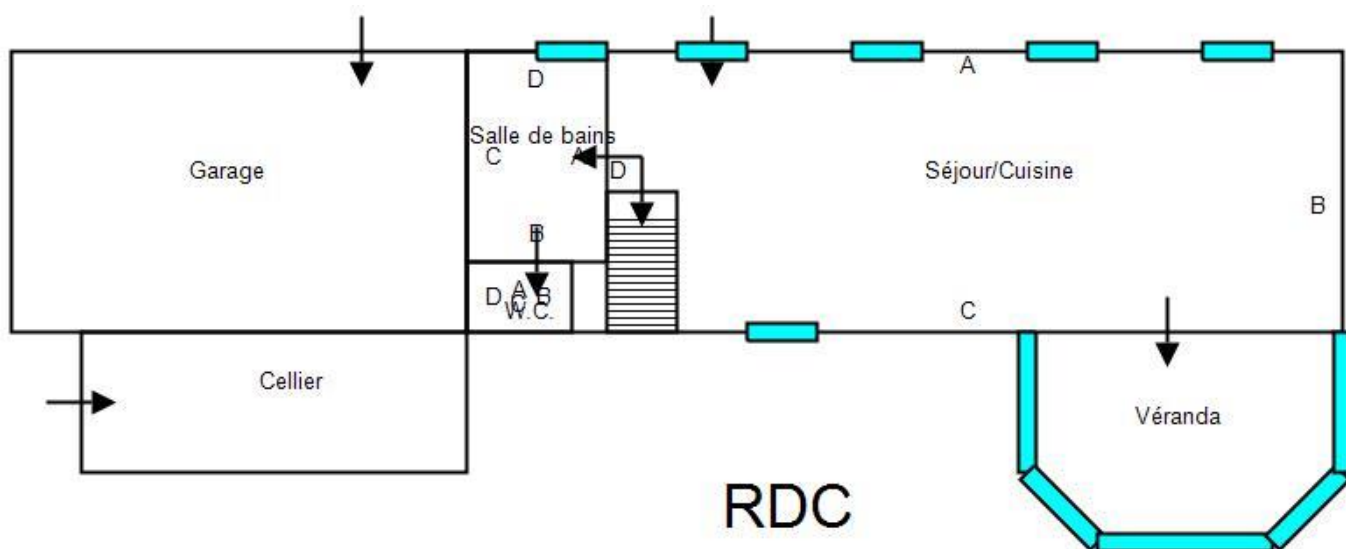 A
D
Salle de bains
C
A
D
Garage
Séjour/Cuisine
B
B
A
D
C
B
W.C.
C
Cellier
Véranda
RDC